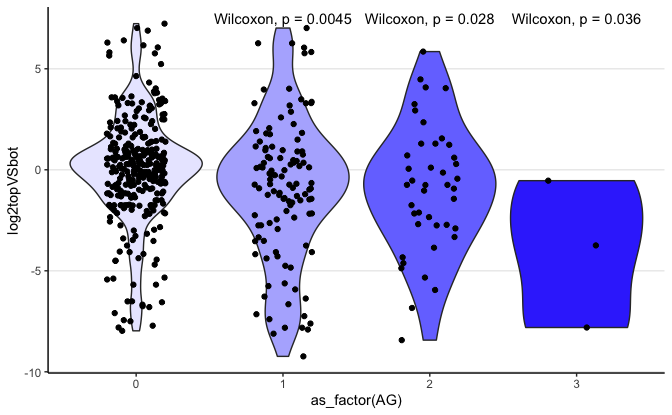 Wilcoxon, p = 0.0045 Wilcoxon, p = 0.028 Wilcoxon, p = 0.036
5
0
-5
-10
log2topVSbot
0 1 2 3
as_factor(AG)